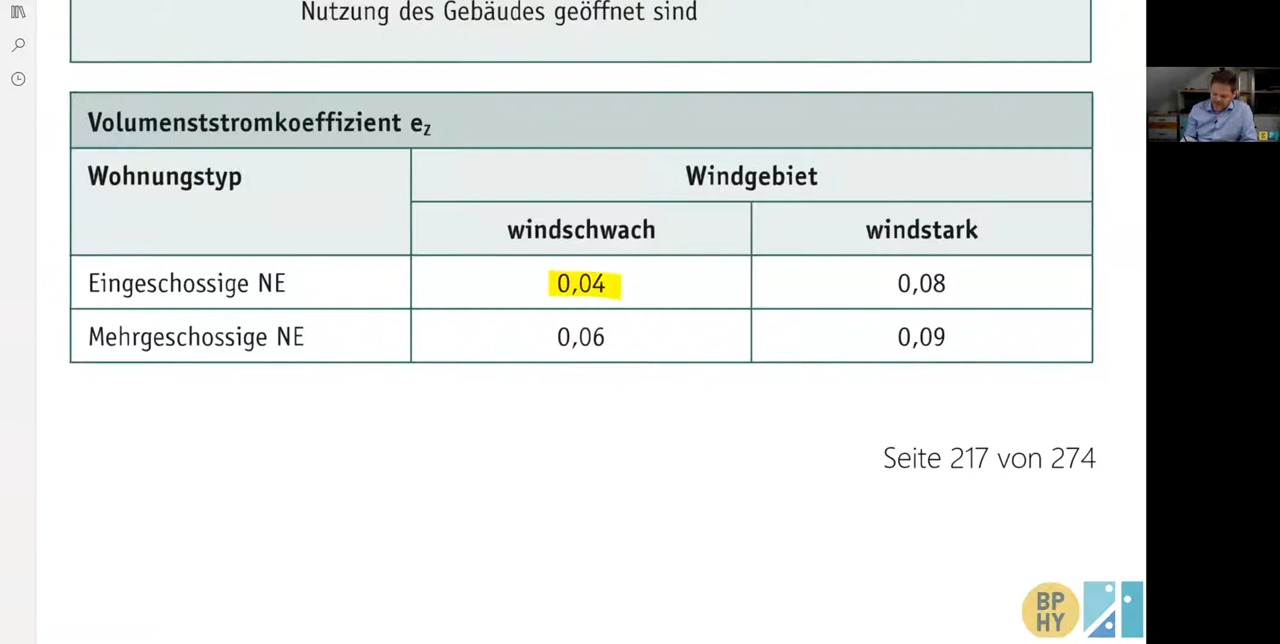 Nutzung des Gebäudes geöffnet sind
Volumenststromkoeffizient ez
Wohnungstyp
Windgebiet
windschwach
windstark
Eingeschossige NE
0,04
0,08
Mehrgeschossige NE
0,06
0,09
Seite 217 von 274
BP
HY